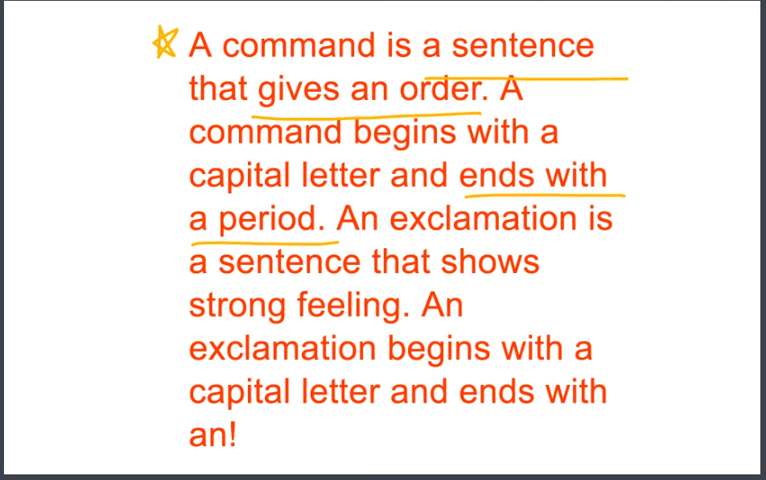 A command is a sentence
that gives an order. A
command begins with a
capital letter and ends with
a period. An exclamation is
a sentence that shows
strong feeling. An
exclamation begins with a
capital letter and ends with
an!